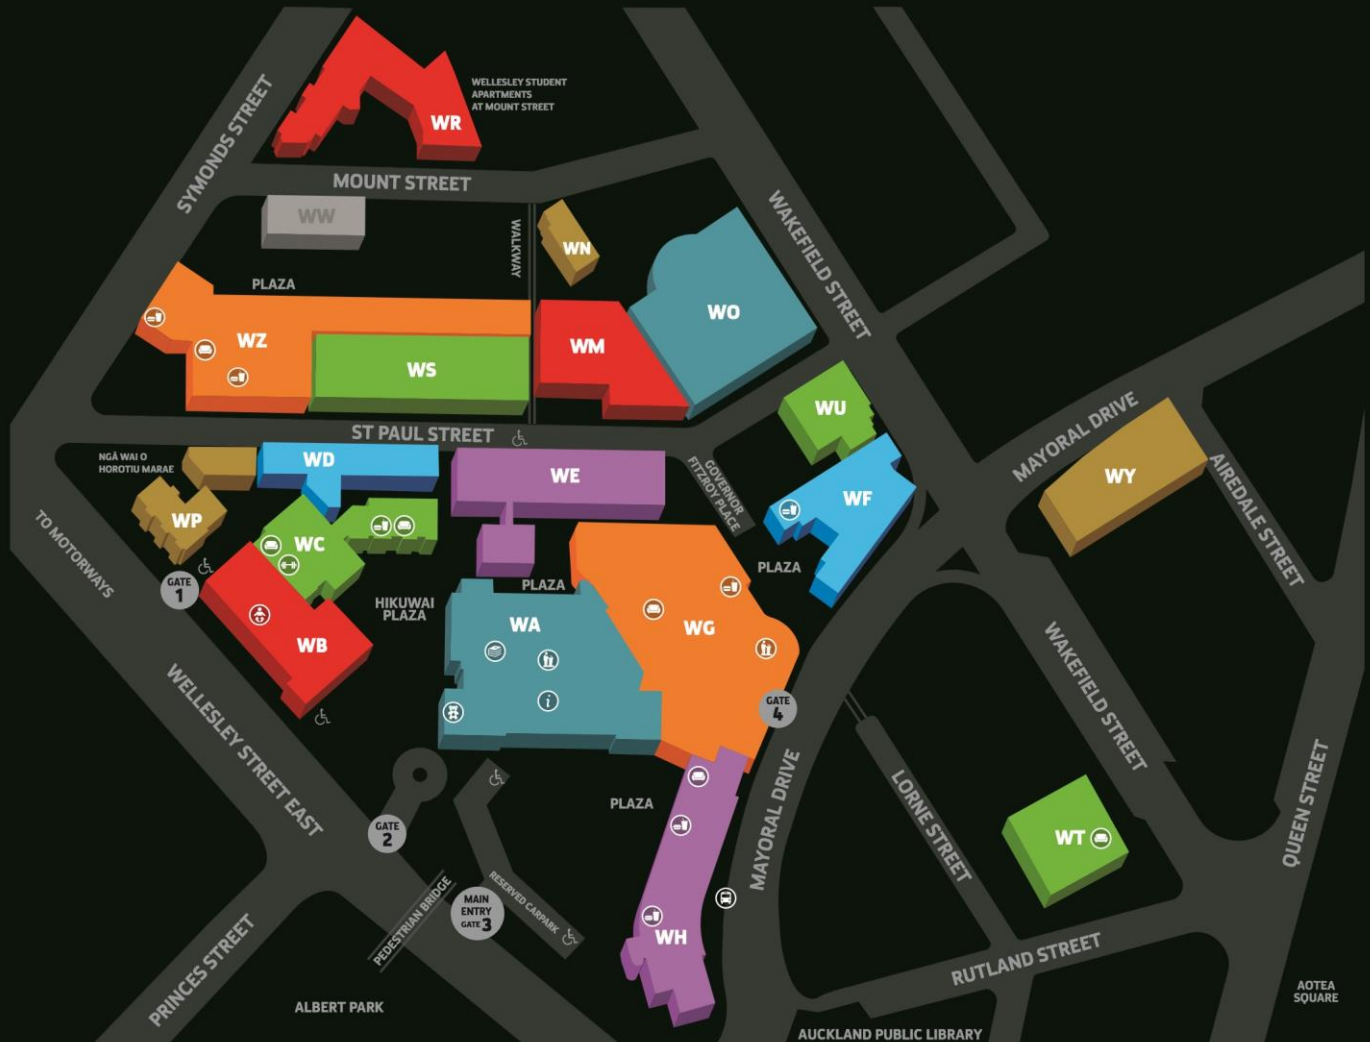 WELLESLEY STUDENT
APARTMENTS
AT MOUNT STREET
WR
SYMONDS STREET
MOUNT STREET
WW
WALKWAY
WN
WAKEFIELD STREET
PLAZA
WO
WZ
WS
WM
WU
MAYORAL DRIVE
ST PAUL STREET
NGĀ WAI O
HOROTIU MARAE
WD
WE
GOVERNOR
FITZROY PLACE
WY
AIREDALE STREET
WP
WF
TO MOTORWAYS
WC
PLAZA
GATE
1
PLAZA
HIKUWAI
PLAZA
WA
WG
WB
WAKEFIELD STREET
i
GATE
4
WELLESLEY STREET EAST
PLAZA
MAYORAL DRIVE
LORNE STREET
QUEEN STREET
GATE
2
WT
RESERVED CARPARK
PEDESTRIAN BRIDGE
MAIN
ENTRY
GATE 3
WH
RUTLAND STREET
PRINCES STREET
ALBERT PARK
AOTEA
SQUARE
AUCKLAND PUBLIC LIBRARY